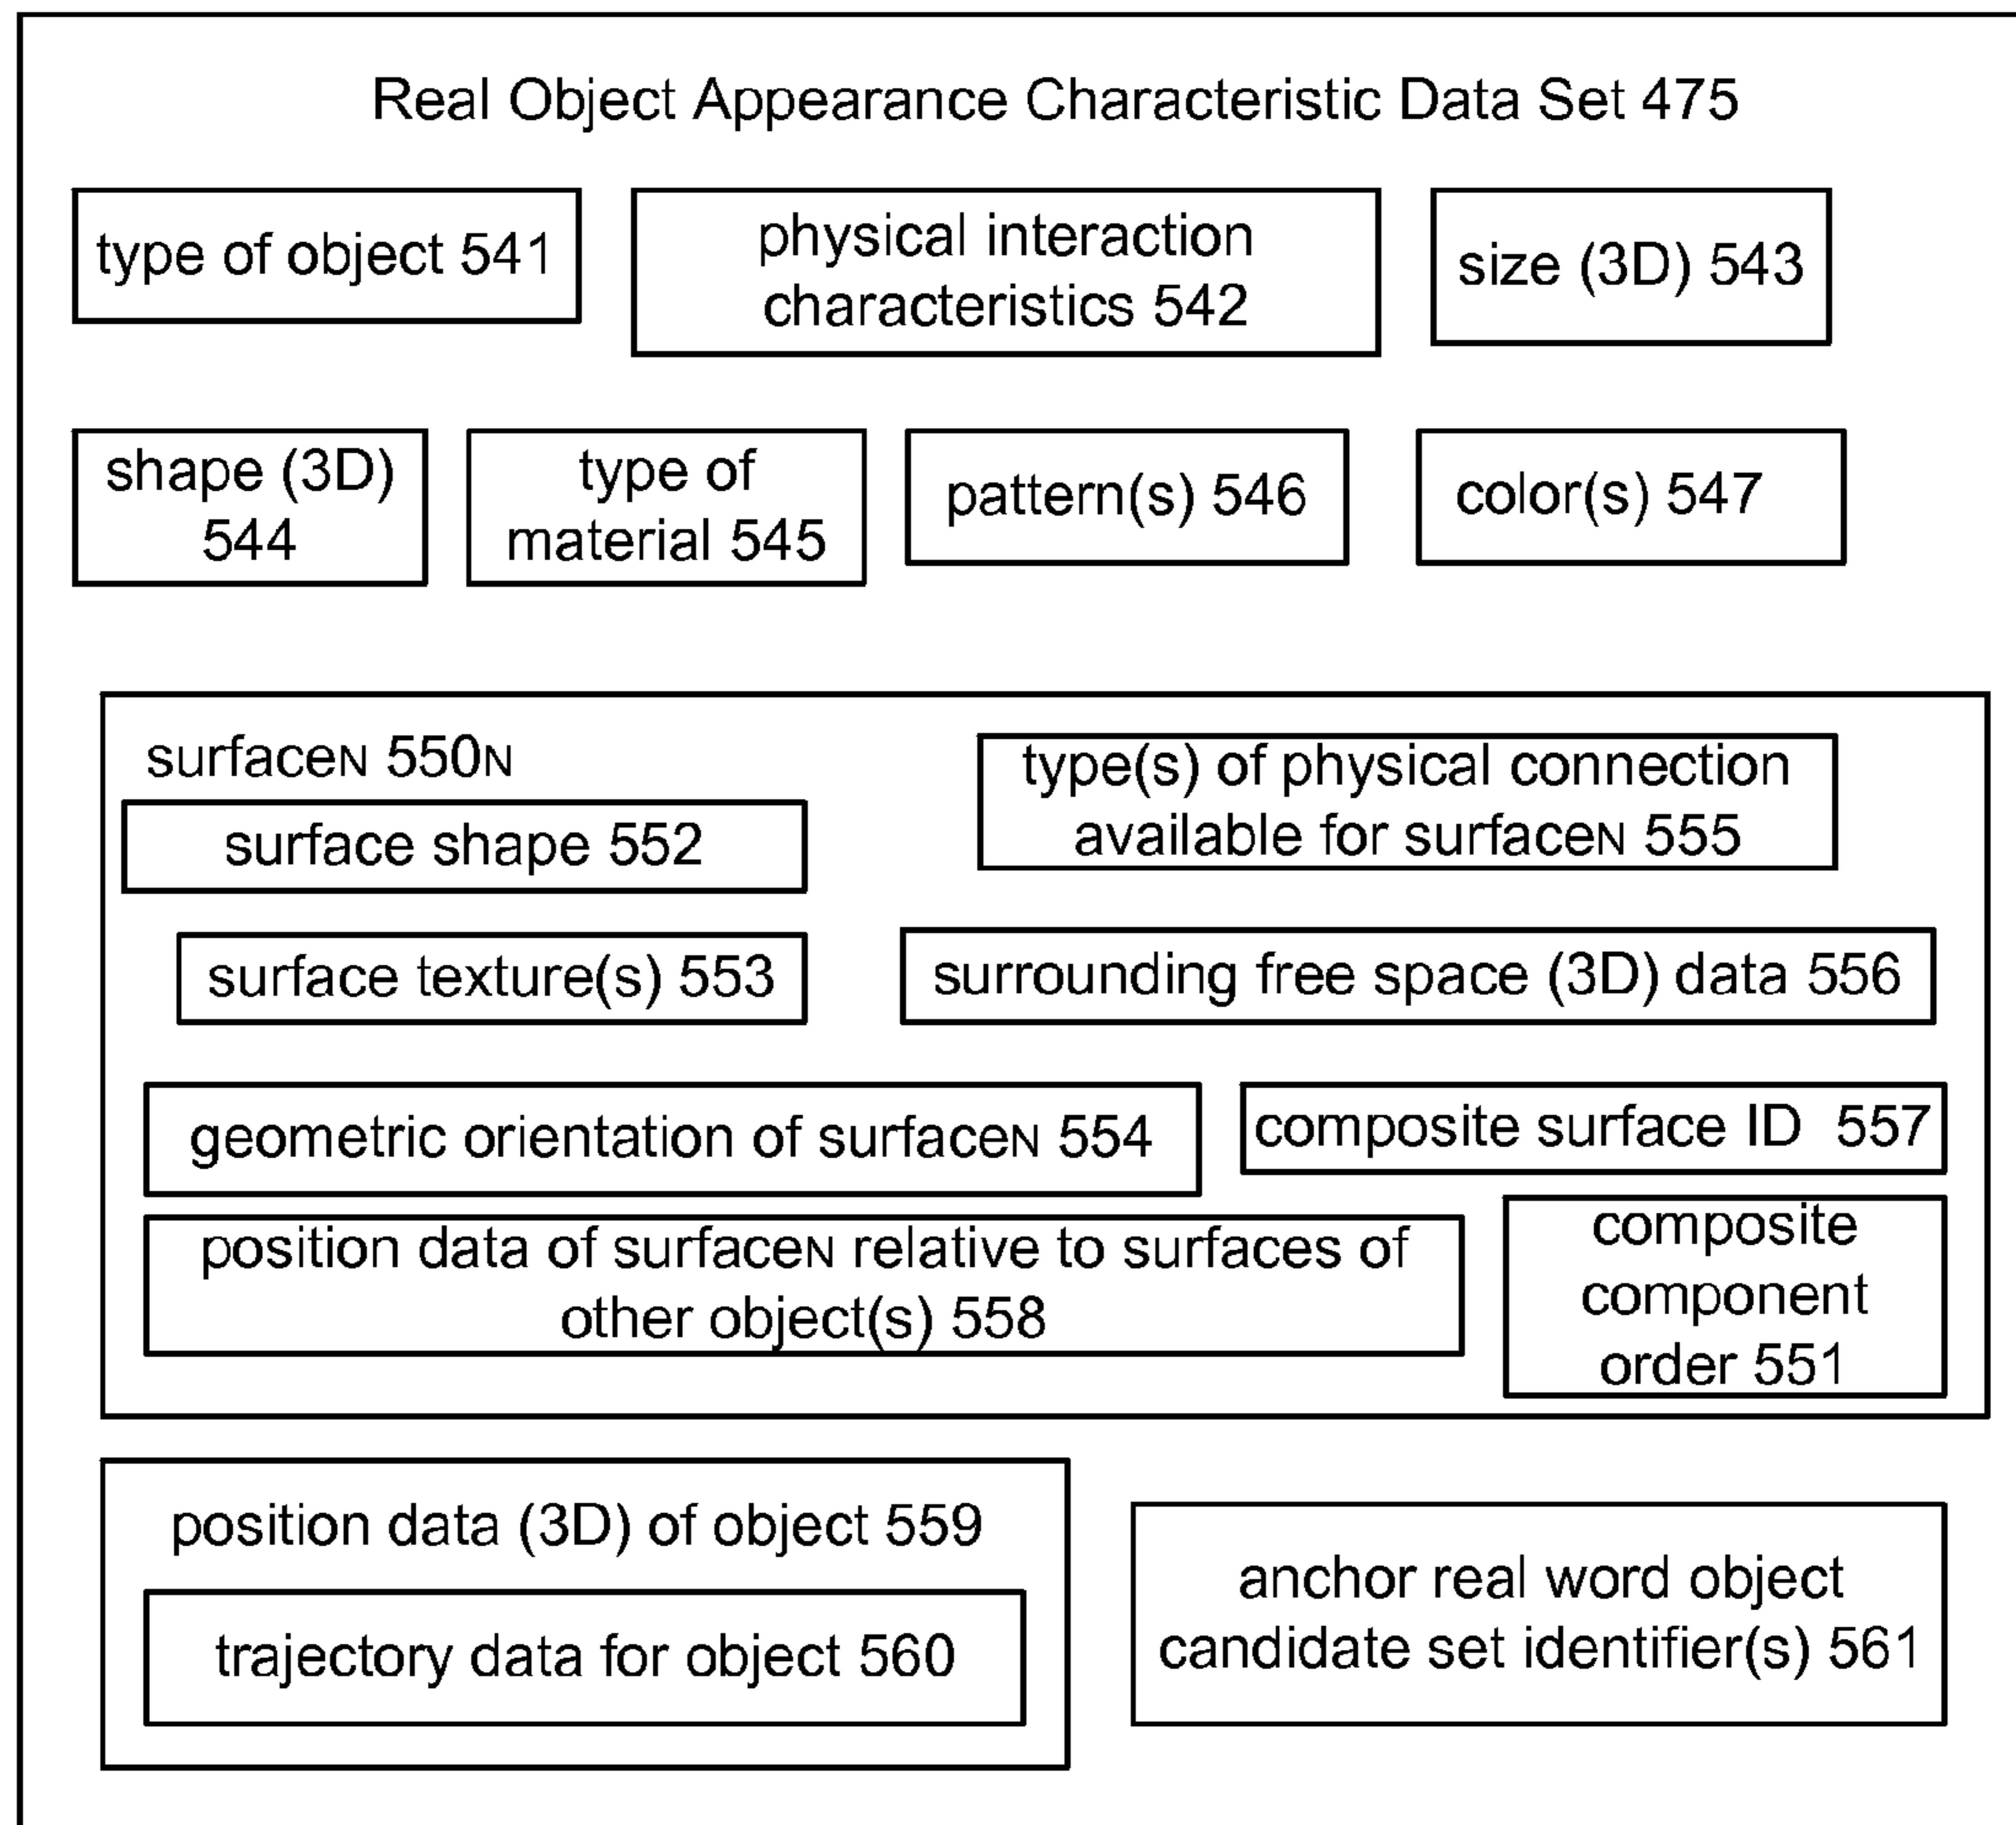 Real Object Appearance Characteristic Data Set 475
type of object 541
physical interaction
characteristics 542
size (3D) 543
shape (3D)
544
type of
material 545
pattern(s) 546
color(s) 547
surfaceN 550N
type(s) of physical connection
available for surfaceN 555
surface shape 552
surface texture(s) 553
surrounding free space (3D) data 556
geometric orientation of surfaceN 554
composite surface ID 557
position data of surfaceN relative to surfaces of
other object(s) 558
composite
component
order 551
position data (3D) of object 559
trajectory data for object 560
anchor real word object
candidate set identifier(s) 561